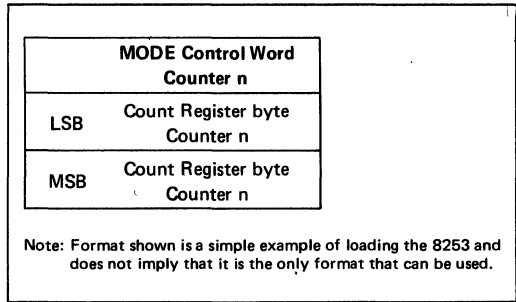 MODE Control Word
Counter n
LSB Count Register byte
Counter n
MSB Count Register byte
Counter n
Note: Format shown is a simple example of loading the 8253 and
does not imply that it is the only format that can be used.